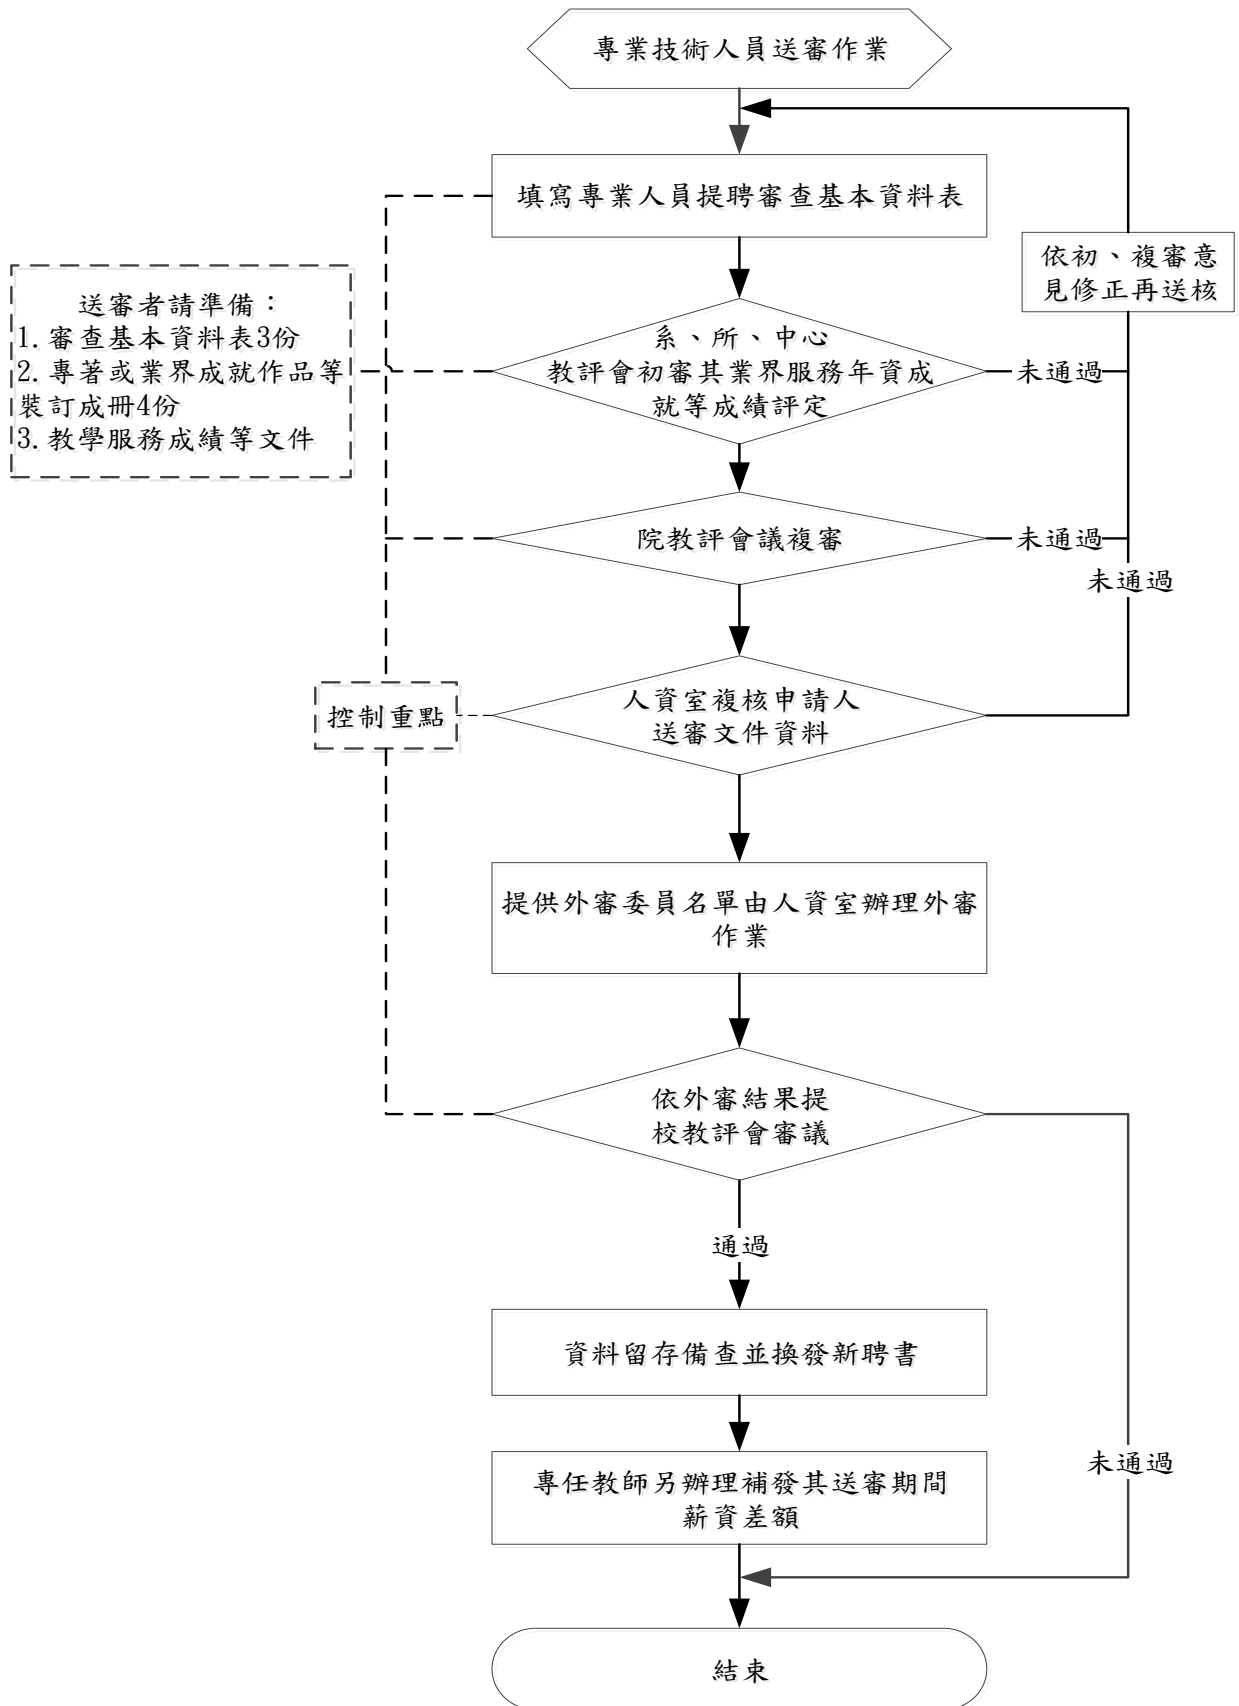 專業技術人員送審作業
填寫專業人員提聘審查基本資料表
依初、複審意
見修正再送核
送審者請準備：
1. 審查基本資料表3份
2. 專著或業界成就作品等
裝訂成冊4份
3. 教學服務成績等文件
系、所、中心
教評會初審其業界服務年資成
就等成績評定
未通過
院教評會議複審
未通過
未通過
控制重點
人資室複核申請人
送審文件資料
提供外審委員名單由人資室辦理外審
作業
依外審結果提
校教評會審議
通過
資料留存備查並換發新聘書
未通過
專任教師另辦理補發其送審期間
薪資差額
結束